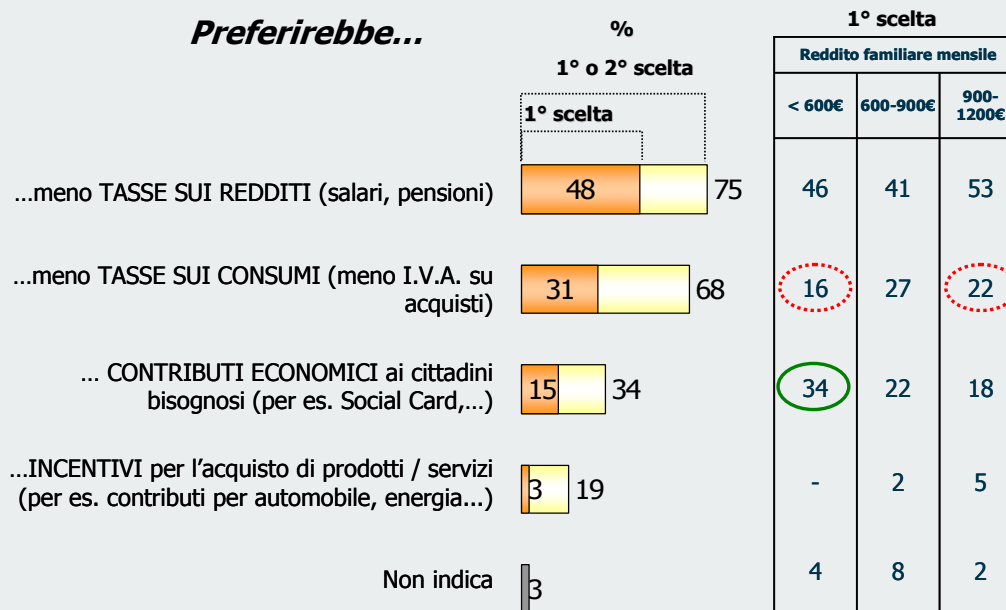 Preferirebbe...
%
1° o 2° scelta
1° scelta
1° scelta
Reddito familiare mensile
< 600€ 600-900€ 900-
1200€
...meno TASSE SUI REDDITI (salari, pensioni) 48 75 46 41 53
...meno TASSE SUI CONSUMI (meno I.V.A. su
acquisti) 31 68 16 27 22
... CONTRIBUTI ECONOMICI ai cittadini
bisognosi (per es. Social Card,...) 15 34 34 22 18
...INCENTIVI per l'acquisto di prodotti / servizi
(per es. contributi per automobile, energia...) 3 19 - 2 5
Non indica 3 4 8 2